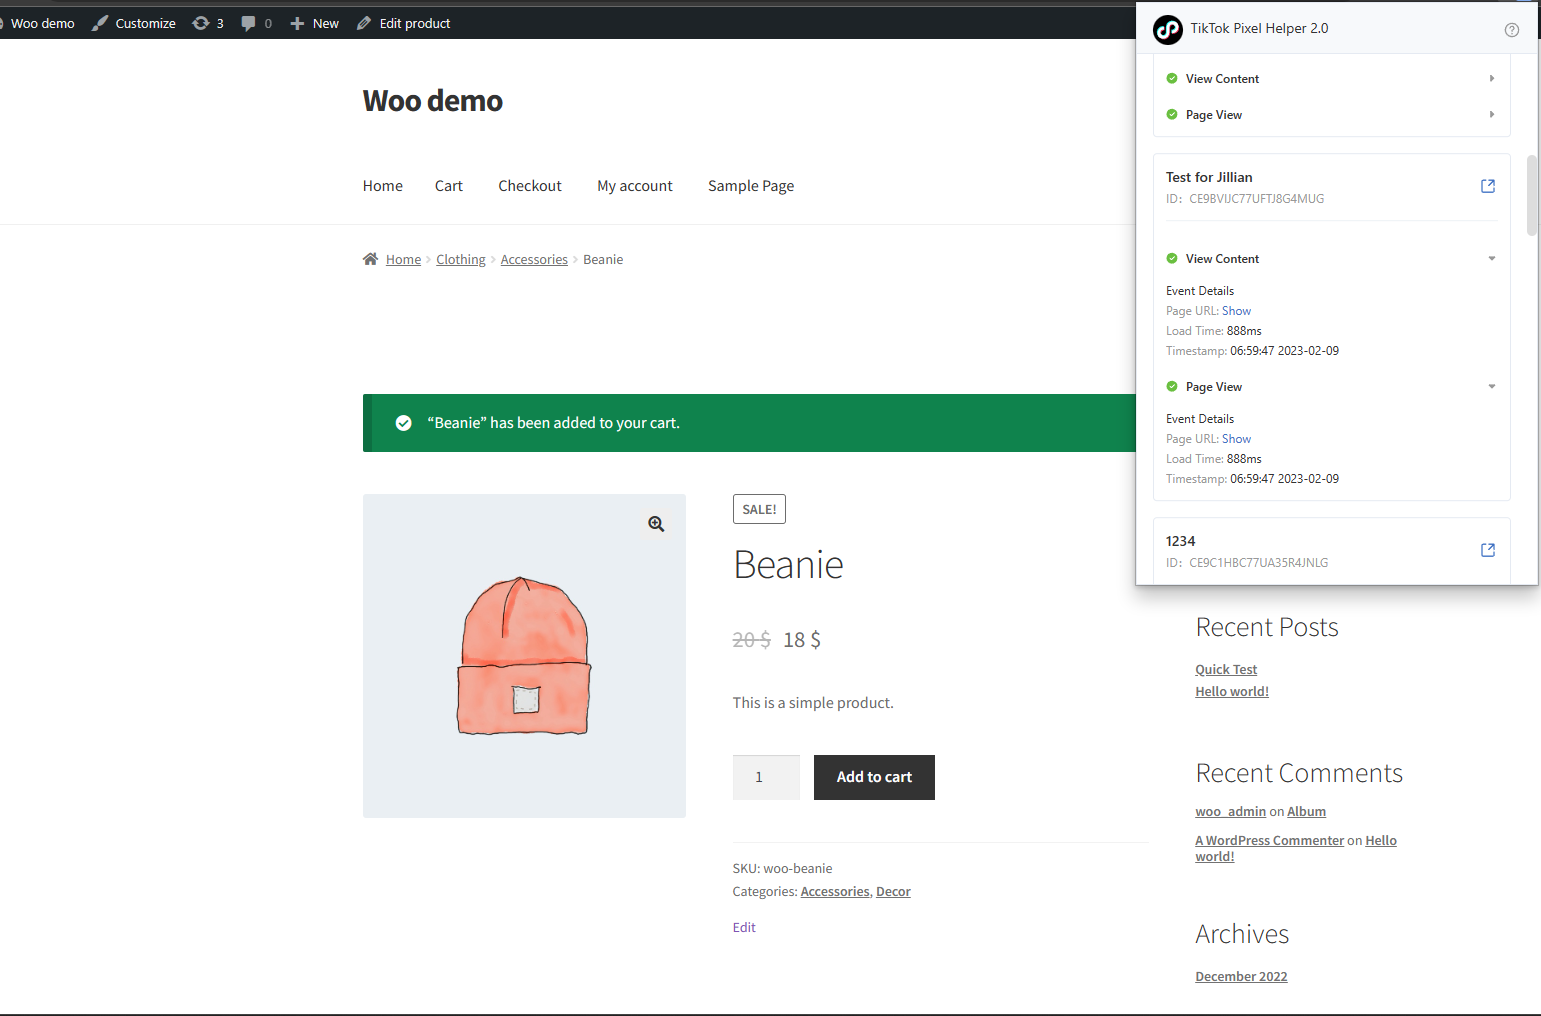 Woo demo
Customize
3
0
New
Edit product
TikTok Pixel Helper 2.0
View Content
Page View
Test for Jillian
ID: CE9BVIJC77UFTJ8G4MUG
View Content
Event Details
Page URL: Show
Load Time: 888ms
Timestamp: 06:59:47 2023-02-09
Page View
Event Details
Page URL: Show
Load Time: 888ms
Timestamp: 06:59:47 2023-02-09
1234
ID: CE9C1HBC77UA35R4JNLG
Woo demo
Home
Cart
Checkout
My account
Sample Page
Home > Clothing > Accessories > Beanie
“Beanie” has been added to your cart.
SALE!
Beanie
20 $ 18 $
This is a simple product.
1
Add to cart
SKU: woo-beanie
Categories: Accessories, Decor
Edit
Recent Posts
Quick Test
Hello world!
Recent Comments
woo_admin on Album
A WordPress Commenter on Hello
world!
Archives
December 2022